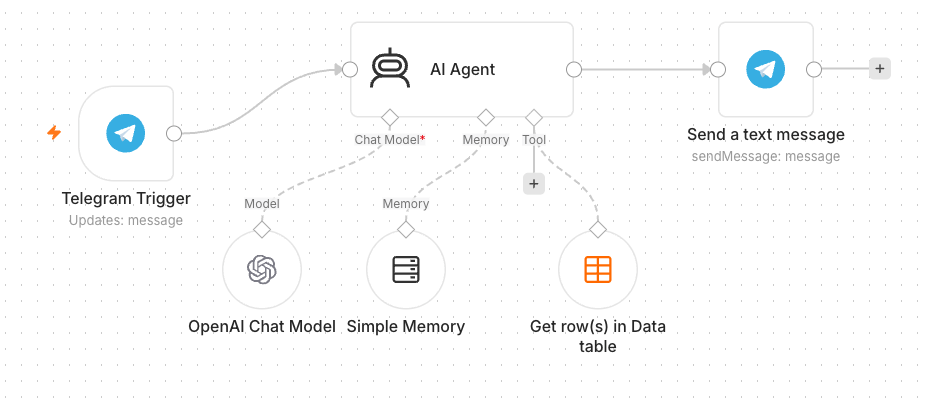 AI Agent
Chat Model*
Memory
Tool
+
+
Send a text message
sendMessage: message
Telegram Trigger
Updates: message
Model
Memory
OpenAI Chat Model
Simple Memory
Get row(s) in Data
table